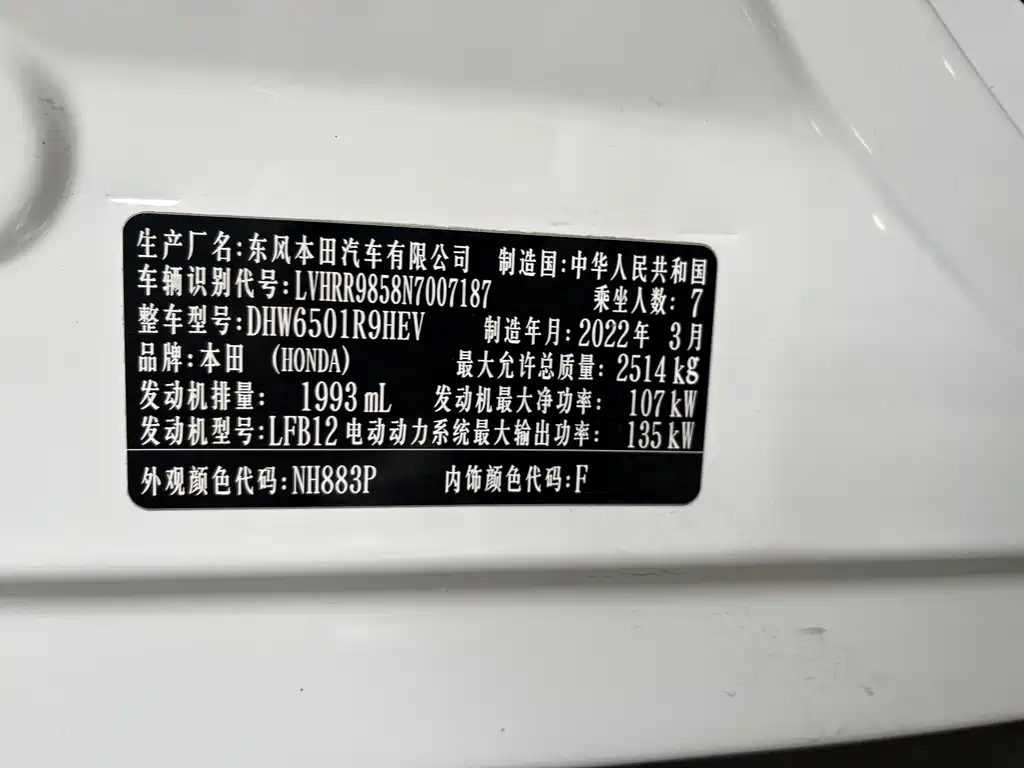 生产厂名:东风本田汽车有限公司 制造国:中华人民共和国
车辆识别代号:LVHRR9858N7007187 乘坐人数: 7
整车型号:DHW6501R9HEV 制造年月:2022年 3月
品牌:本田 (HONDA) 最大允许总质量: 2514kg
发动机排量: 1993mL 发动机最大净功率: 107kW
发动机型号:LFB12 电动动力系统最大输出功率: 135kW
外观颜色代码:NH883P 内饰颜色代码:F